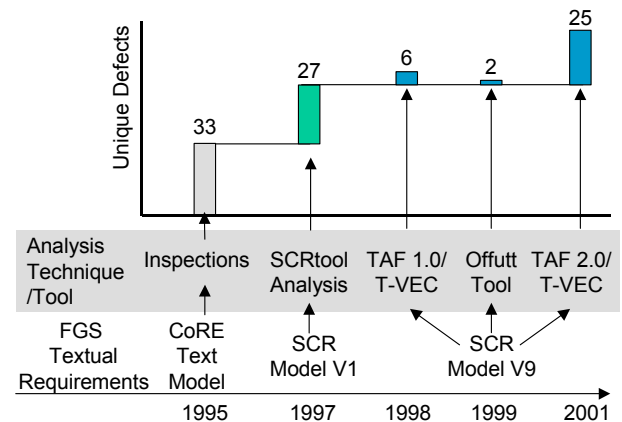 Unique Defects
33
27
6
2
25
Analysis
Technique
/Tool
Inspections
SCRtool
Analysis
TAF 1.0/
T-VEC
Offutt
Tool
TAF 2.0/
T-VEC
FGS
Textual
Requirements
CoRE
Text
Model
SCR
Model V1
SCR
Model V9
1995
1997
1998
1999
2001